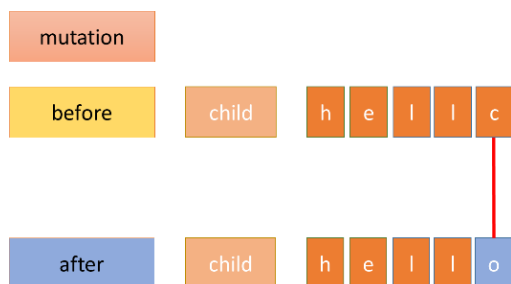 mutation
before child h e l l c
after child h e l l o